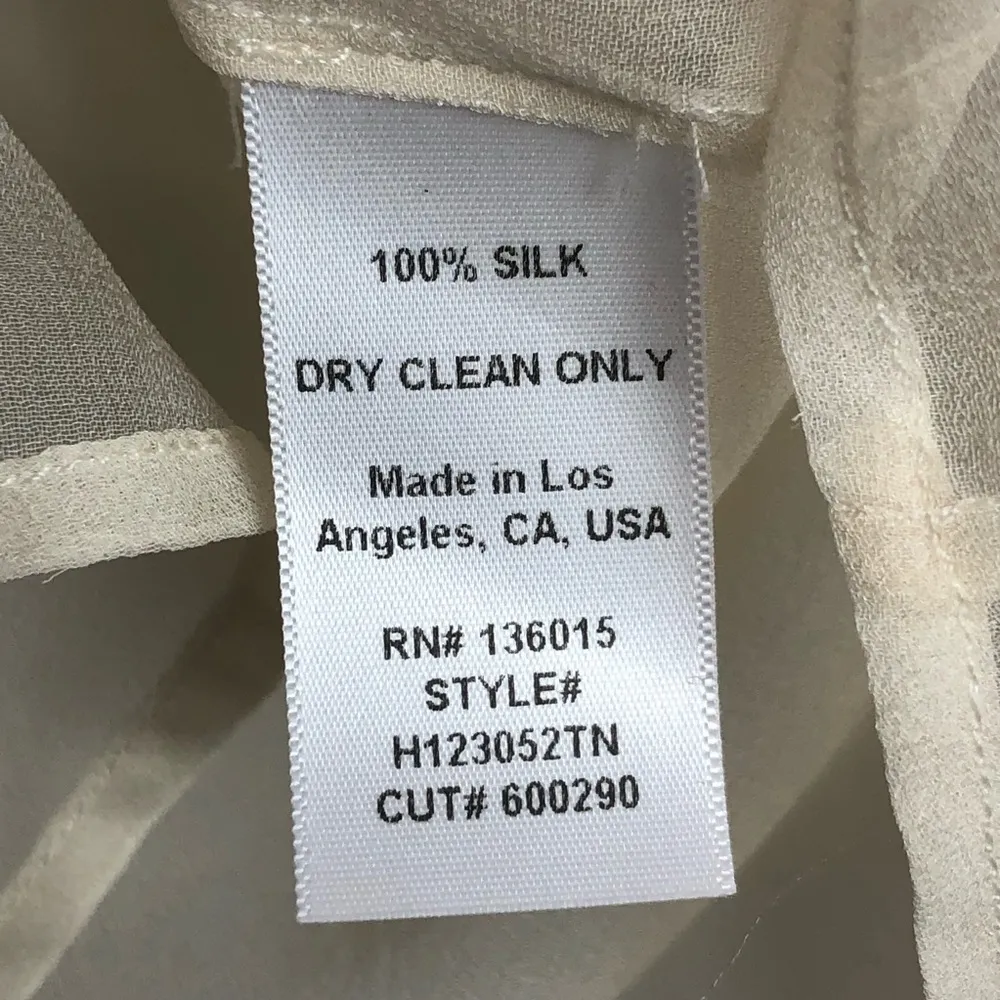 100% SILK
DRY CLEAN ONLY
Made in Los
Angeles, CA, USA
RN# 136015
STYLE#
H123052TN
CUT# 600290